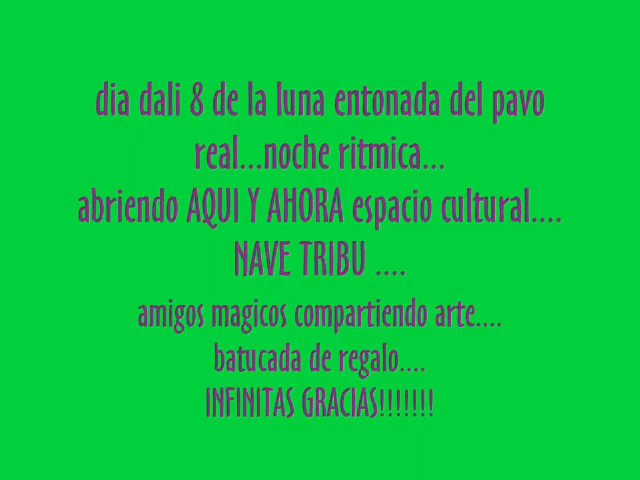 dia dali 8 de la luna entonada del pavo
real...noche ritmica...
abriendo AQUI Y AHORA espacio cultural....
NAVE TRIBU ....
amigos magicos compartiendo arte....
batucada de regalo....
INFINITAS GRACIAS!!!!!!!